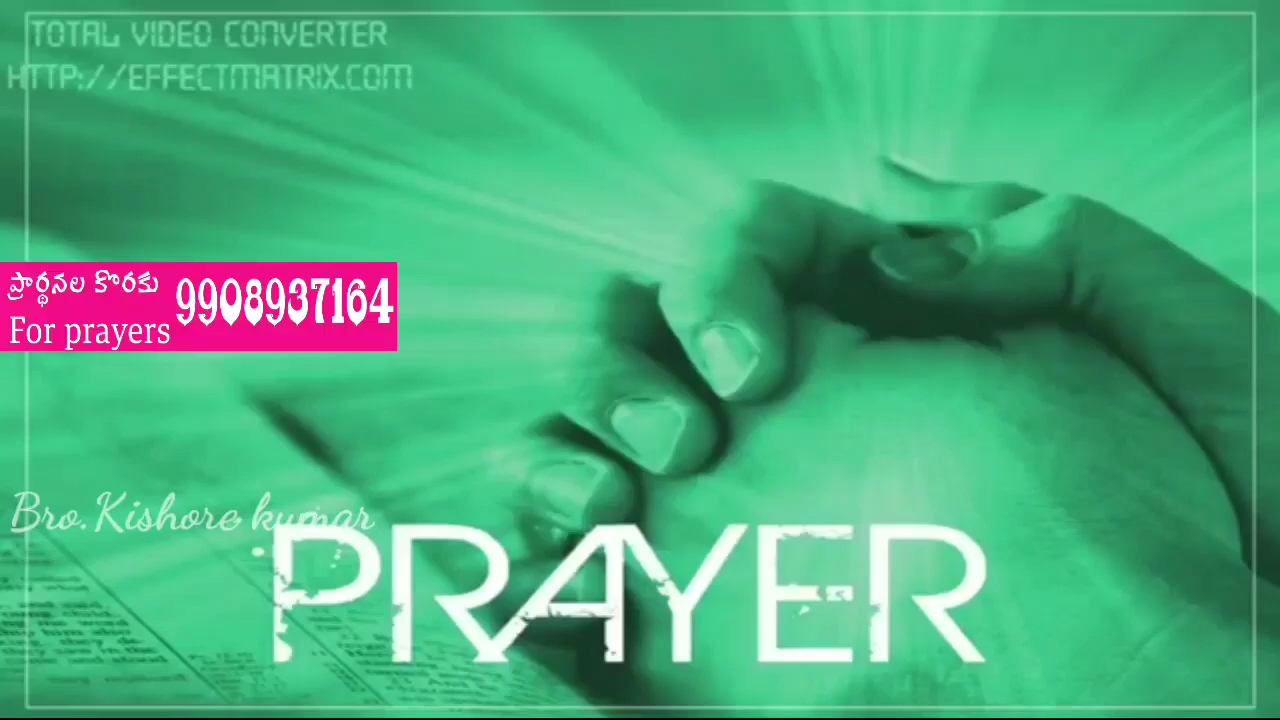 TOTAL VIDEO CONVERTER
HTTP://EFFECTMATRIX.COM
ప్రార్థనల కొరకు
For prayers
9908937164
Bro.Kishore kumar
PRAYER